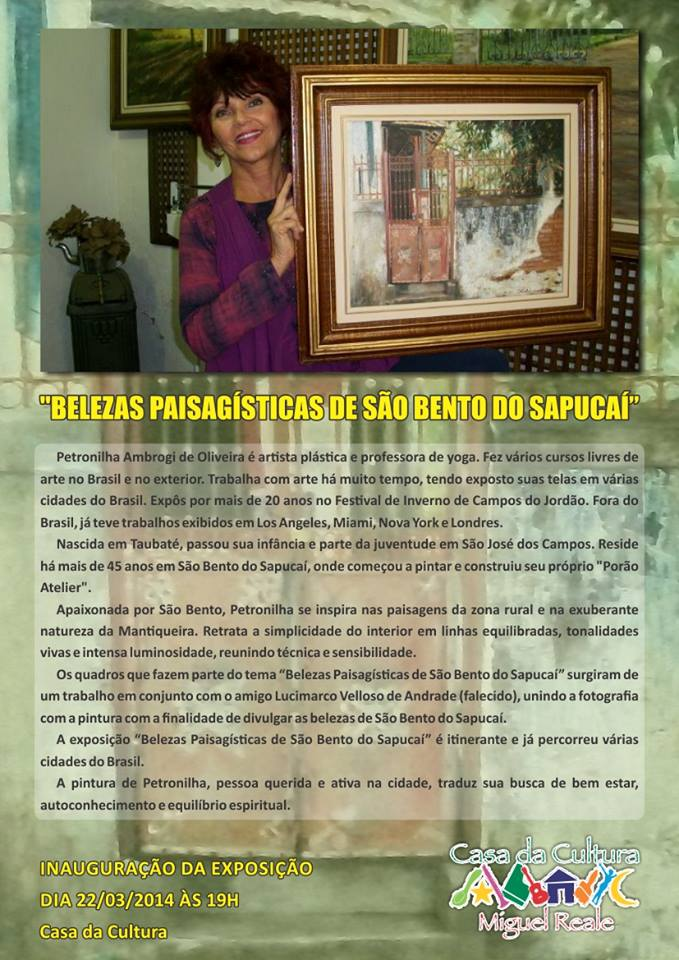 "BELEZAS PAISAGÍSTICAS DE SÃO BENTO DO SAPUCAÍ"
Petronilha Ambrogi de Oliveira é artista plástica e professora de yoga. Fez vários cursos livres de
arte no Brasil e no exterior. Trabalha com arte há muito tempo, tendo exposto suas telas em várias
cidades do Brasil. Expôs por mais de 20 anos no Festival de Inverno de Campos do Jordão. Fora do
Brasil, já teve trabalhos exibidos em Los Angeles, Miami, Nova York e Londres.
Nascida em Taubaté, passou sua infância e parte da juventude em São José dos Campos. Reside
há mais de 45 anos em São Bento do Sapucaí, onde começou a pintar e construiu seu próprio "Porão
Atelier".
Apaixonada por São Bento, Petronilha se inspira nas paisagens da zona rural e na exuberante
natureza da Mantiqueira. Retrata a simplicidade do interior em linhas equilibradas, tonalidades
vivas e intensa luminosidade, reunindo técnica e sensibilidade.
Os quadros que fazem parte do tema “Belezas Paisagísticas de São Bento do Sapucaí” surgiram de
um trabalho em conjunto com o amigo Lucimarco Velloso de Andrade (falecido), unindo a fotografia
com a pintura com a finalidade de divulgar as belezas de São Bento do Sapucaí.
A exposição “Belezas Paisagísticas de São Bento do Sapucaí” é itinerante e já percorreu várias
cidades do Brasil.
A pintura de Petronilha, pessoa querida e ativa na cidade, traduz sua busca de bem estar,
autoconhecimento e equilíbrio espiritual.
INAUGURAÇÃO DA EXPOSIÇÃO
DIA 22/03/2014 ÀS 19H
Casa da Cultura
Casa da Cultura
Miguel Reale